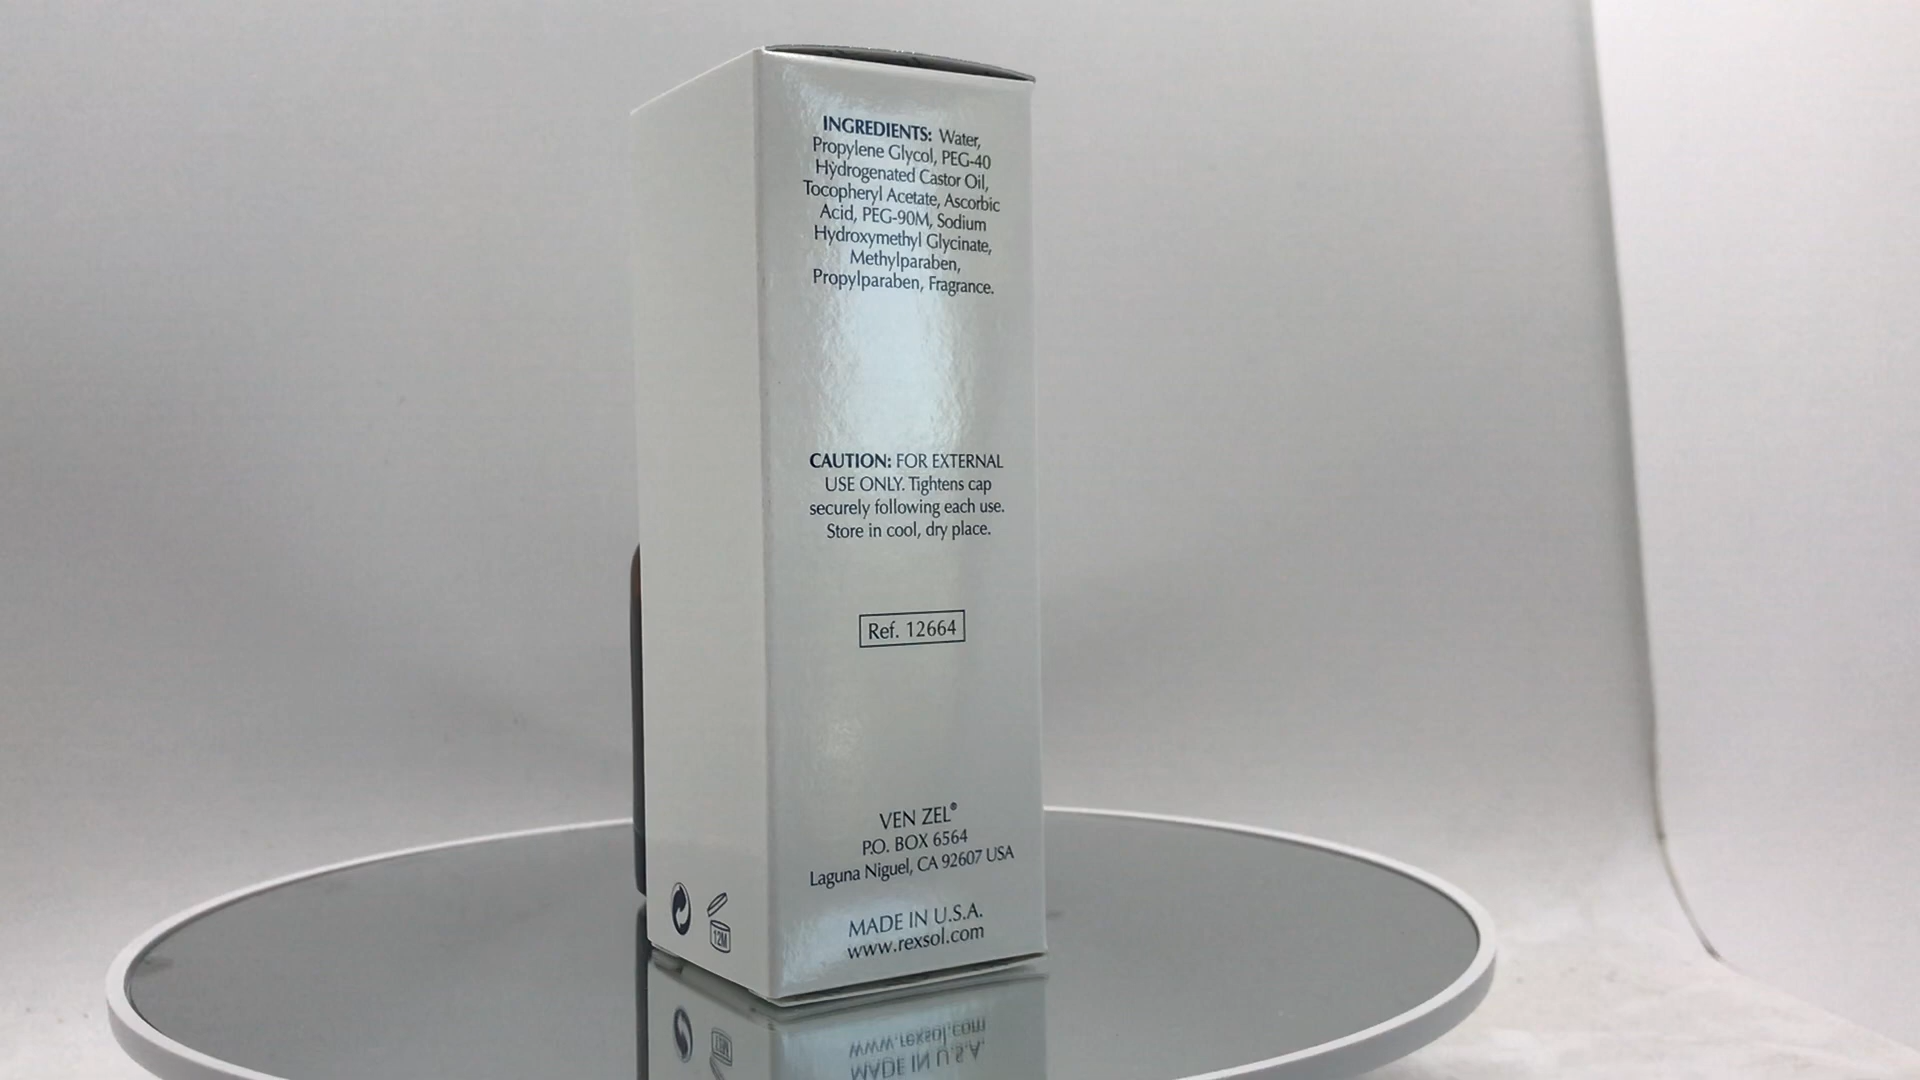 INGREDIENTS: Water,
Propylene Glycol, PEG-40
Hydrogenated Castor Oil,
Tocopheryl Acetate, Ascorbic
Acid, PEG-90M, Sodium
Hydroxymethyl Glycinate,
Methylparaben,
Propylparaben, Fragrance.
CAUTION: FOR EXTERNAL
USE ONLY. Tightens cap
securely following each use.
Store in cool, dry place.
Ref. 12664
VEN ZEL®
P.O. BOX 6564
Laguna Niguel, CA 92607 USA
MADE IN U.S.A.
www.rexsol.com
12M